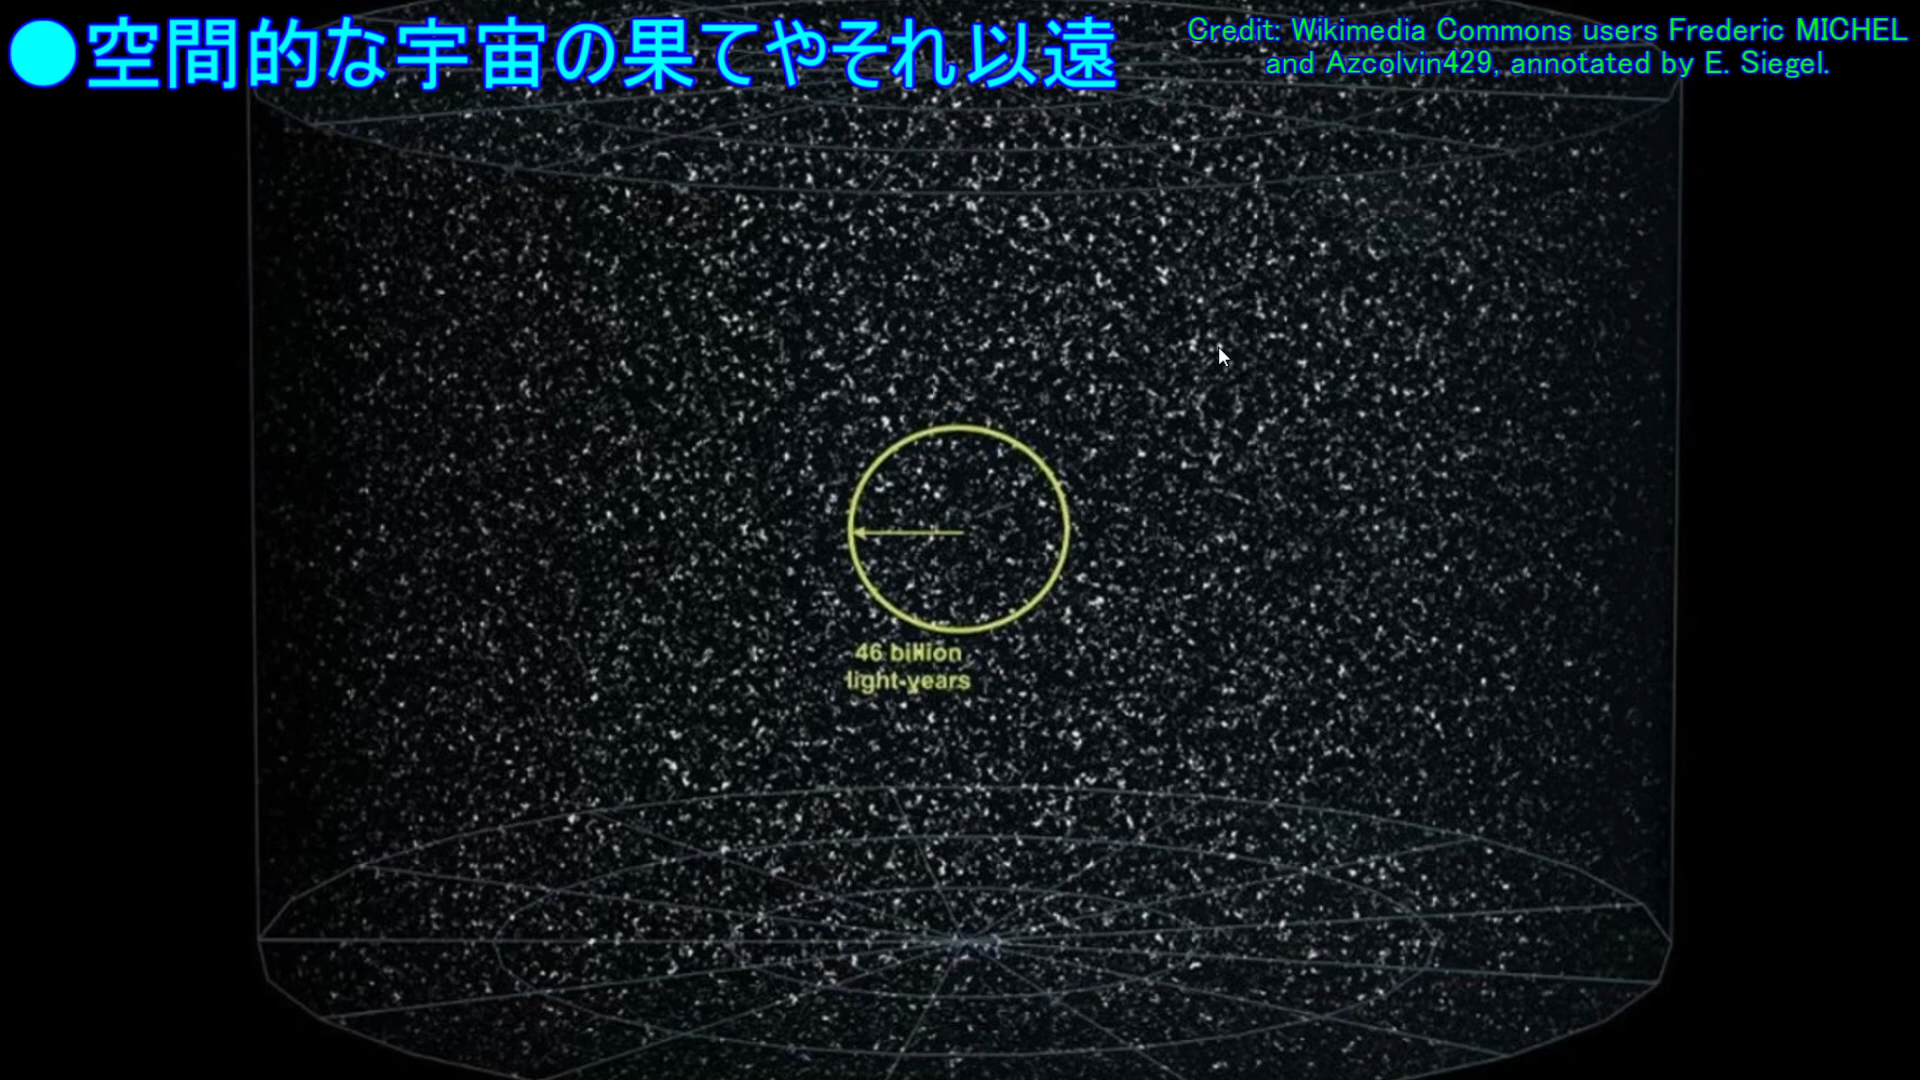 ●空間的な宇宙の果てやそれ以遠
Credit: Wikimedia Commons users Frederic MICHEL
and Azcolvin429, annotated by E. Siegel.
46 billion
light-years